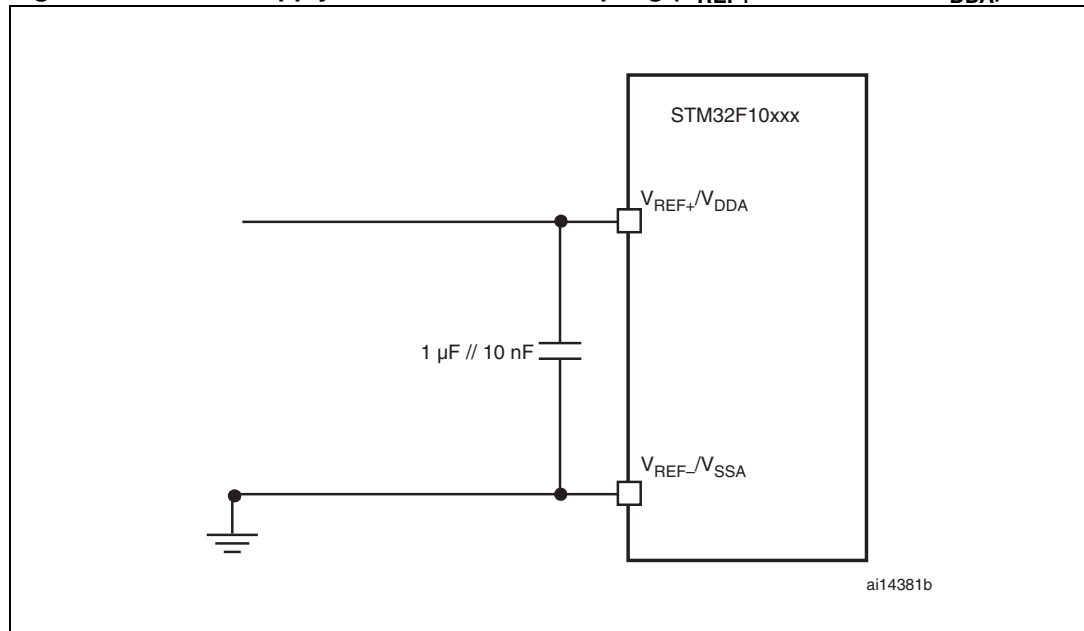 STM32F10xxx
VREF+/VDDA
1 µF // 10 nF
VREF–/VSSA
ai14381b